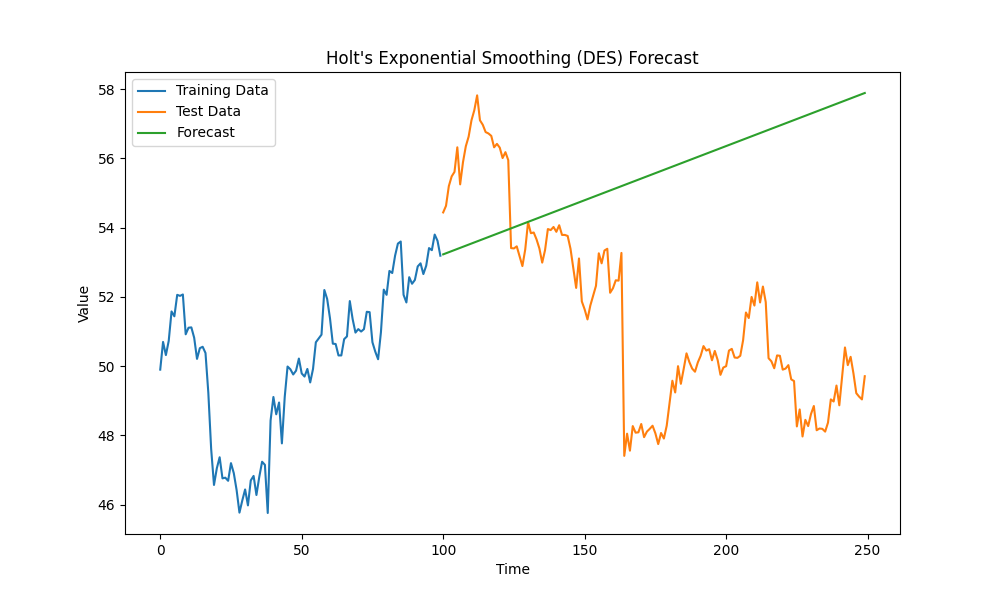 Holt's Exponential Smoothing (DES) Forecast
Training Data
Test Data
Forecast
58
56
54
52
50
48
46
Value
0 50 100 150 200 250
Time